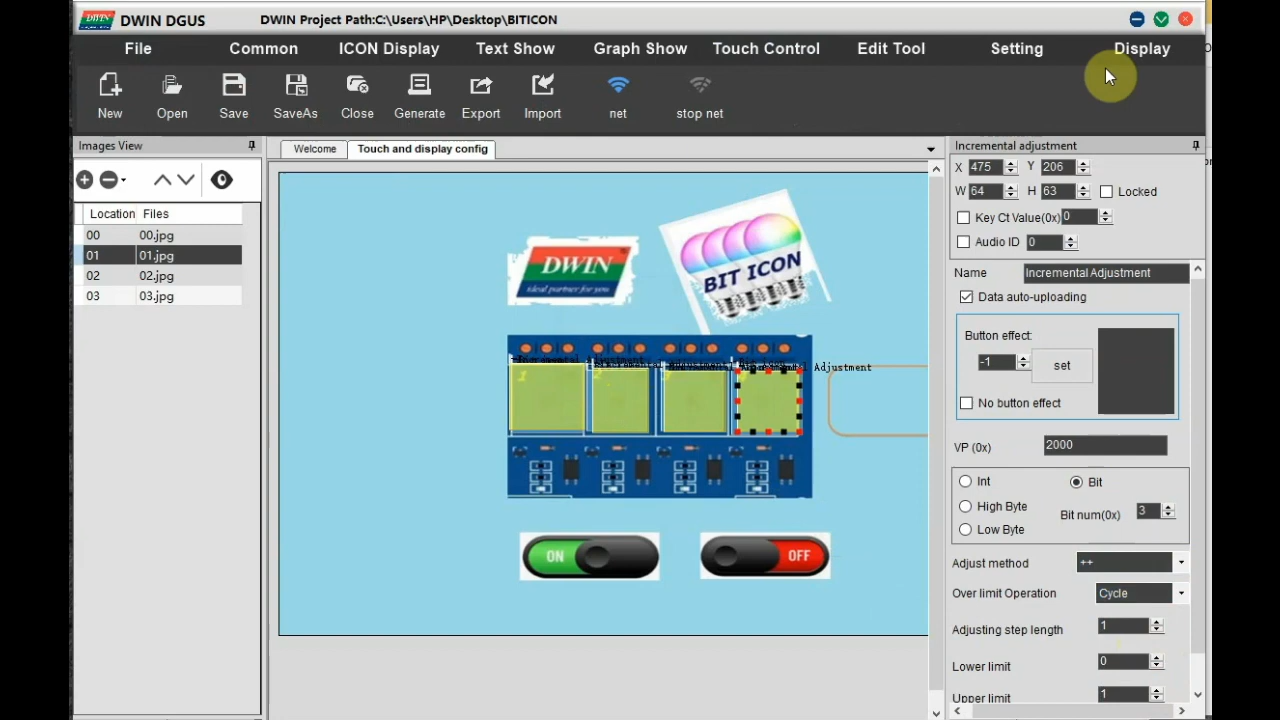 DWIN DGUS DWIN Project Path:C:\Users\HP\Desktop\BITICON
File Common ICON Display Text Show Graph Show Touch Control Edit Tool Setting Display
New Open Save SaveAs Close Generate Export Import net stop net
Images View
Location Files
00 00.jpg
01 01.jpg
02 02.jpg
03 03.jpg
Welcome Touch and display config
DWIN
ideal partner for you
BIT ICON
Adjustment
1
ON
OFF
Incremental adjustment
X 475 Y 206
W 64 H 63 Locked
Key Ct Value(0x) 0
Audio ID 0
Name Incremental Adjustment
Data auto-uploading
Button effect:
-1 set
No button effect
VP (0x) 2000
Int Bit
High Byte
Bit num(0x) 3
Low Byte
Adjust method ++
Over limit Operation Cycle
Adjusting step length 1
Lower limit 0
Upper limit 1